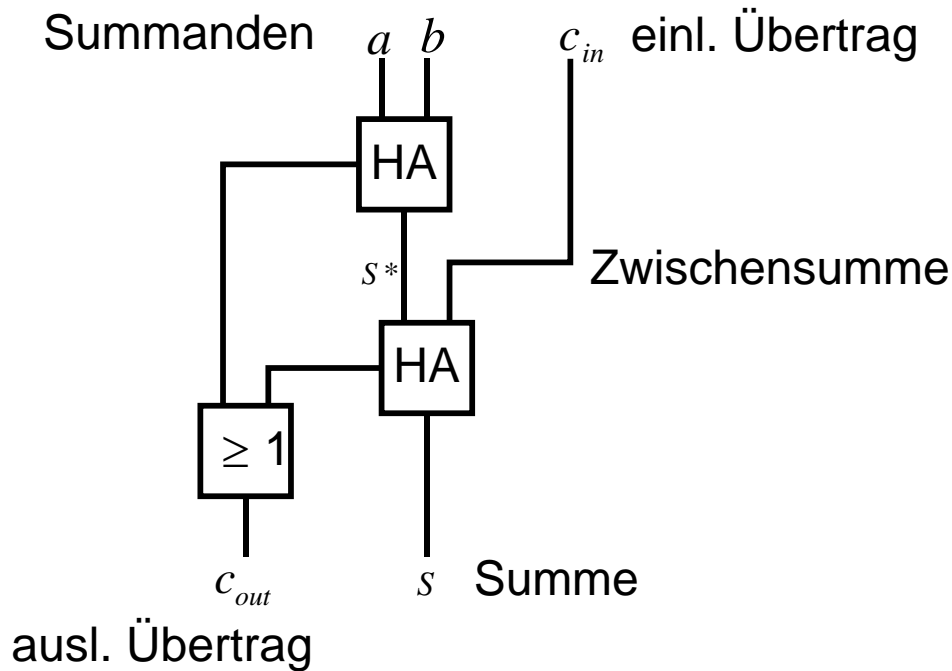 Summanden a b c_in einl. Übertrag
HA
s* Zwischensumme
HA
≥ 1
c_out s Summe
ausl. Übertrag